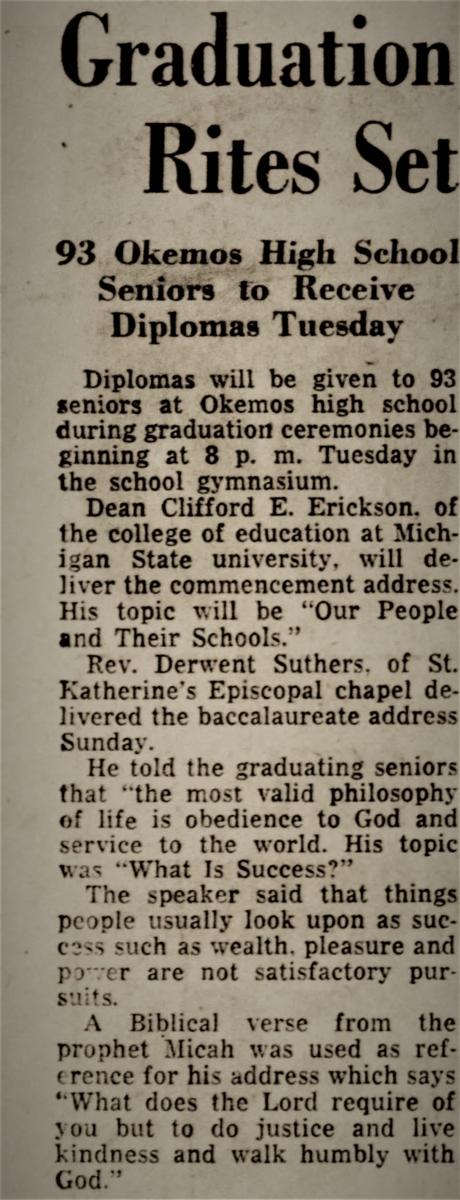 Graduation
Rites Set
93 Okemos High School
Seniors to Receive
Diplomas Tuesday
Diplomas will be given to 93
seniors at Okemos high school
during graduation ceremonies be-
ginning at 8 p. m. Tuesday in
the school gymnasium.
Dean Clifford E. Erickson, of
the college of education at Mich-
igan State university, will de-
liver the commencement address.
His topic will be "Our People
and Their Schools."
Rev. Derwent Suthers, of St.
Katherine's Episcopal chapel de-
livered the baccalaureate address
Sunday.
He told the graduating seniors
that "the most valid philosophy
of life is obedience to God and
service to the world. His topic
was "What Is Success?"
The speaker said that things
people usually look upon as suc-
cess such as wealth, pleasure and
power are not satisfactory pur-
suits.
A Biblical verse from the
prophet Micah was used as ref-
erence for his address which says
"What does the Lord require of
you but to do justice and live
kindness and walk humbly with
God."